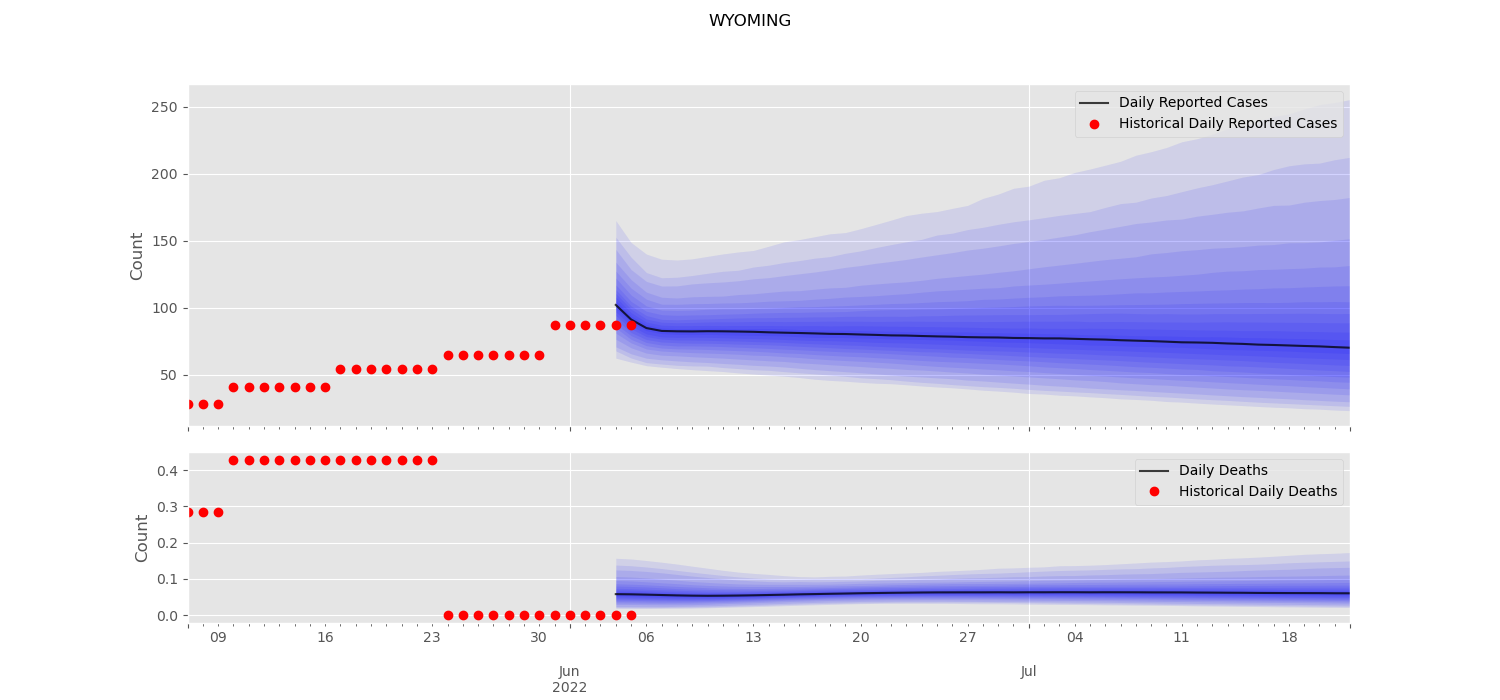 WYOMING
250
200
150
100
50
Count
Daily Reported Cases
Historical Daily Reported Cases
0.4
0.3
0.2
0.1
0.0
Count
Daily Deaths
Historical Daily Deaths
09 16 23 30 06 13 20 27 04 11 18
Jun Jul
2022